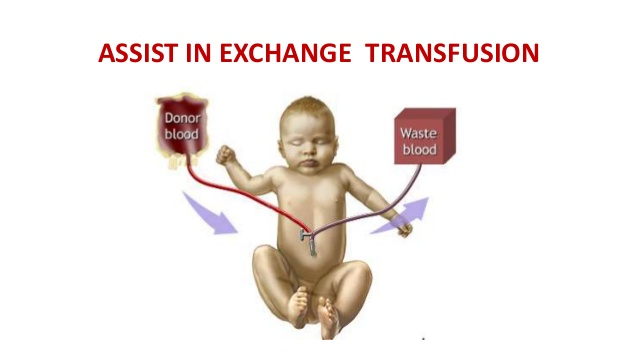 ASSIST IN EXCHANGE TRANSFUSION
Donor
blood
Waste
blood